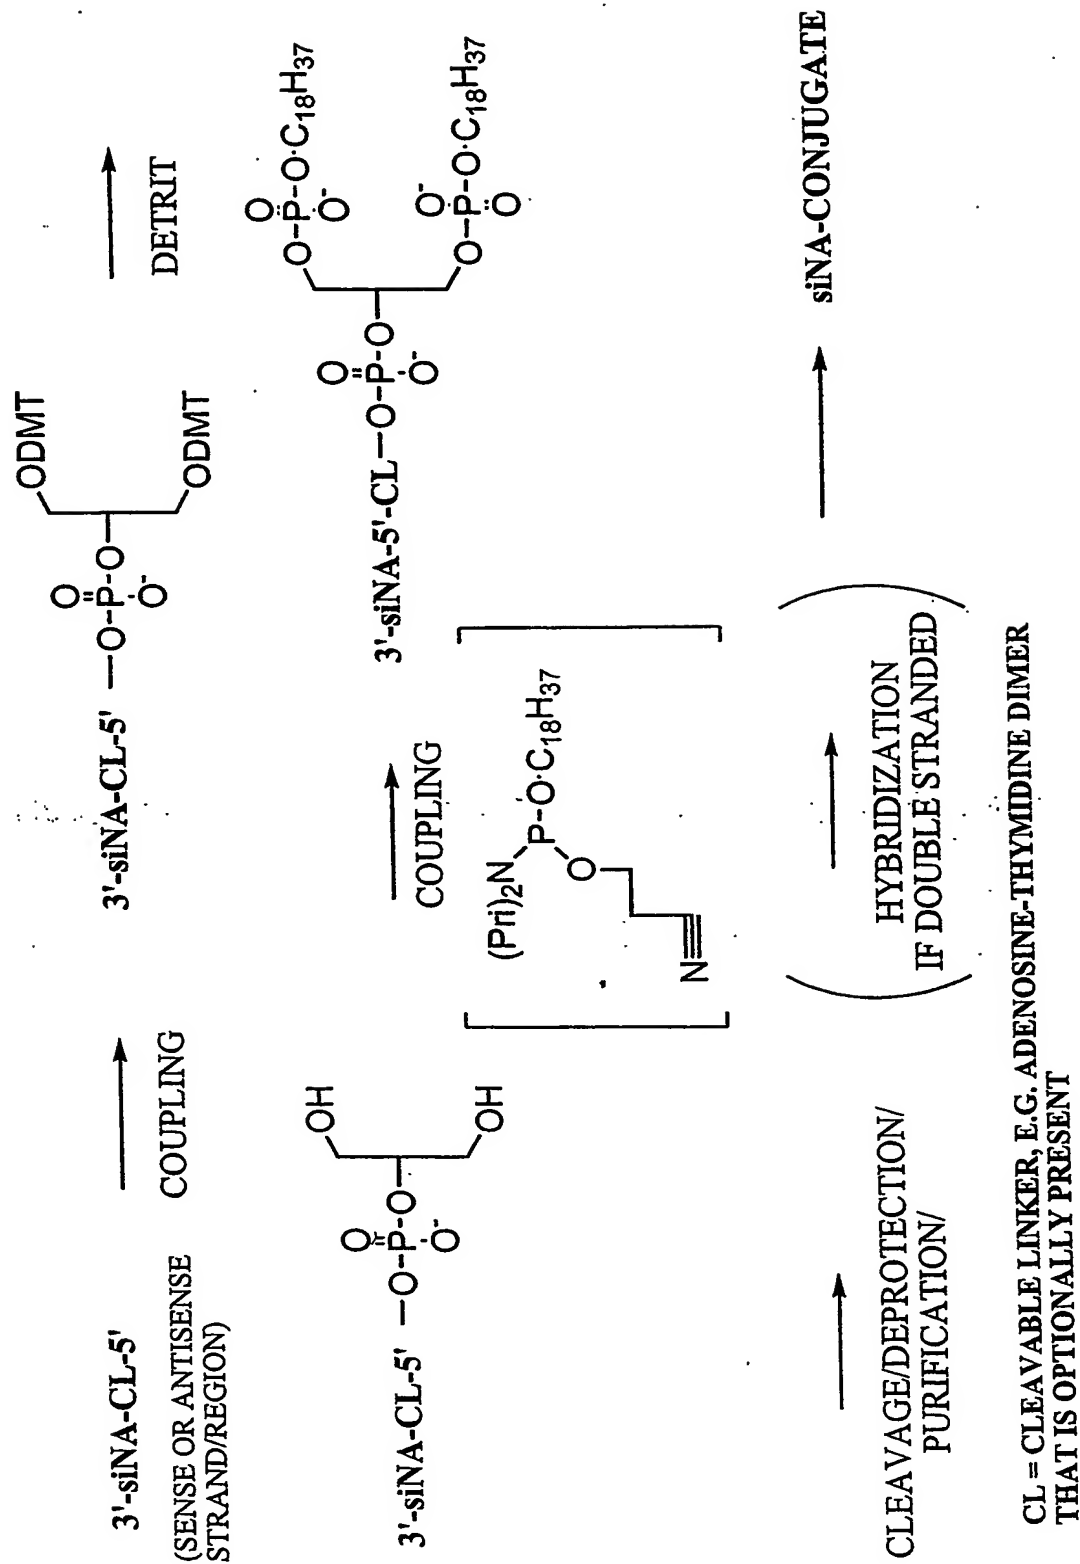 3'-siNA-CL-5'
(SENSE OR ANTISENSE
STRAND/REGION)
COUPLING
3'-siNA-CL-5' —O-P-O
O
O-
ODMT
ODMT
DETRIT
3'-siNA-CL-5' —O-P-O
O
O-
OH
OH
COUPLING
(Pri)2N
P-O·C18H37
O
N
3'-siNA-5'-CL—O-P-O
O
O-
O
O-P-O·C18H37
O-
O-
O-P-O·C18H37
O
CLEAVAGE/DEPROTECTION/
PURIFICATION/
HYBRIDIZATION
IF DOUBLE STRANDED
siNA-CONJUGATE
CL = CLEAVABLE LINKER, E.G. ADENOSINE-THYMIDINE DIMER
THAT IS OPTIONALLY PRESENT